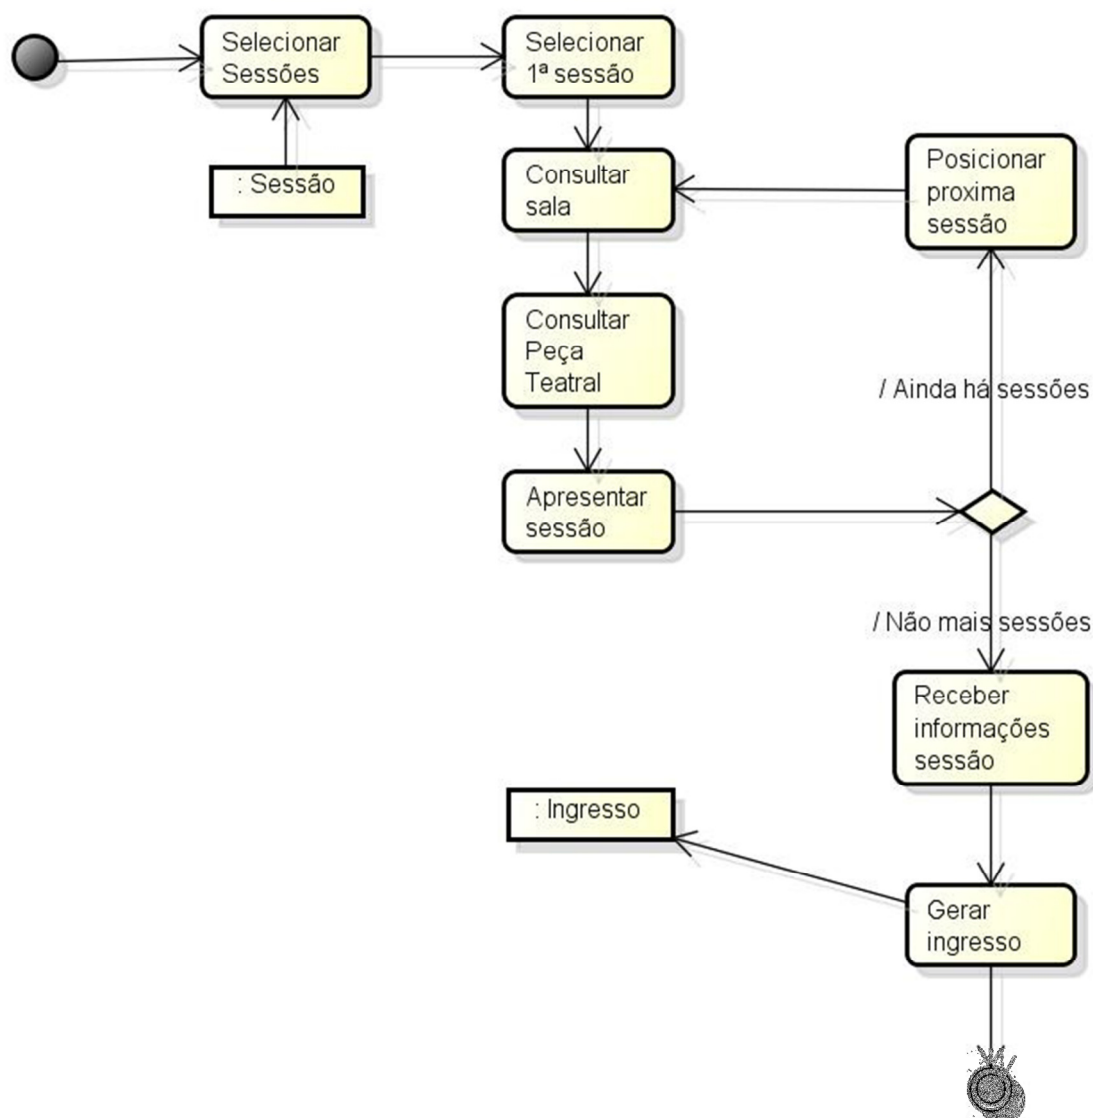 Selecionar
Sessões
Selecionar
1ª sessão
: Sessão
Consultar
sala
Posicionar
proxima
sessão
Consultar
Peça
Teatral
/ Ainda há sessões
Apresentar
sessão
/ Não mais sessões
Receber
informações
sessão
: Ingresso
Gerar
ingresso